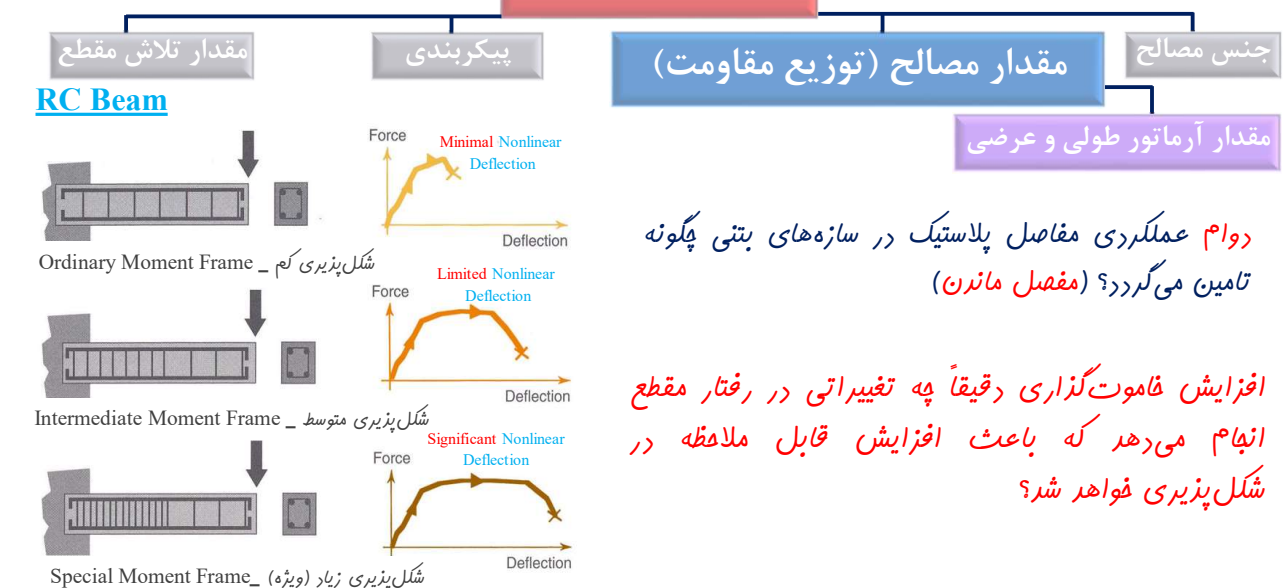 جنس مصالح
مقدار مصالح (توزیع مقاومت)
پیکربندی
مقدار تلاش مقطع
مقدار آرماتور طولی و عرضی
RC Beam
Force
Minimal Nonlinear
Deflection
Deflection
Ordinary Moment Frame _ شکل‌پذیری کم
دوام عملکردی مفاصل پلاستیک در سازه‌های بتنی چگونه
تامین می‌گردد؟ (مفصل ماندن)
Limited Nonlinear
Deflection
Force
Deflection
Intermediate Moment Frame _ شکل‌پذیری متوسط
افزایش خاموت‌گذاری دقیقاً چه تغییراتی در رفتار مقطع
انجام می‌دهد که باعث افزایش قابل ملاحظه در
شکل‌پذیری خواهد شد؟
Significant Nonlinear
Deflection
Force
Deflection
Special Moment Frame_ شکل‌پذیری زیاد (ویژه)